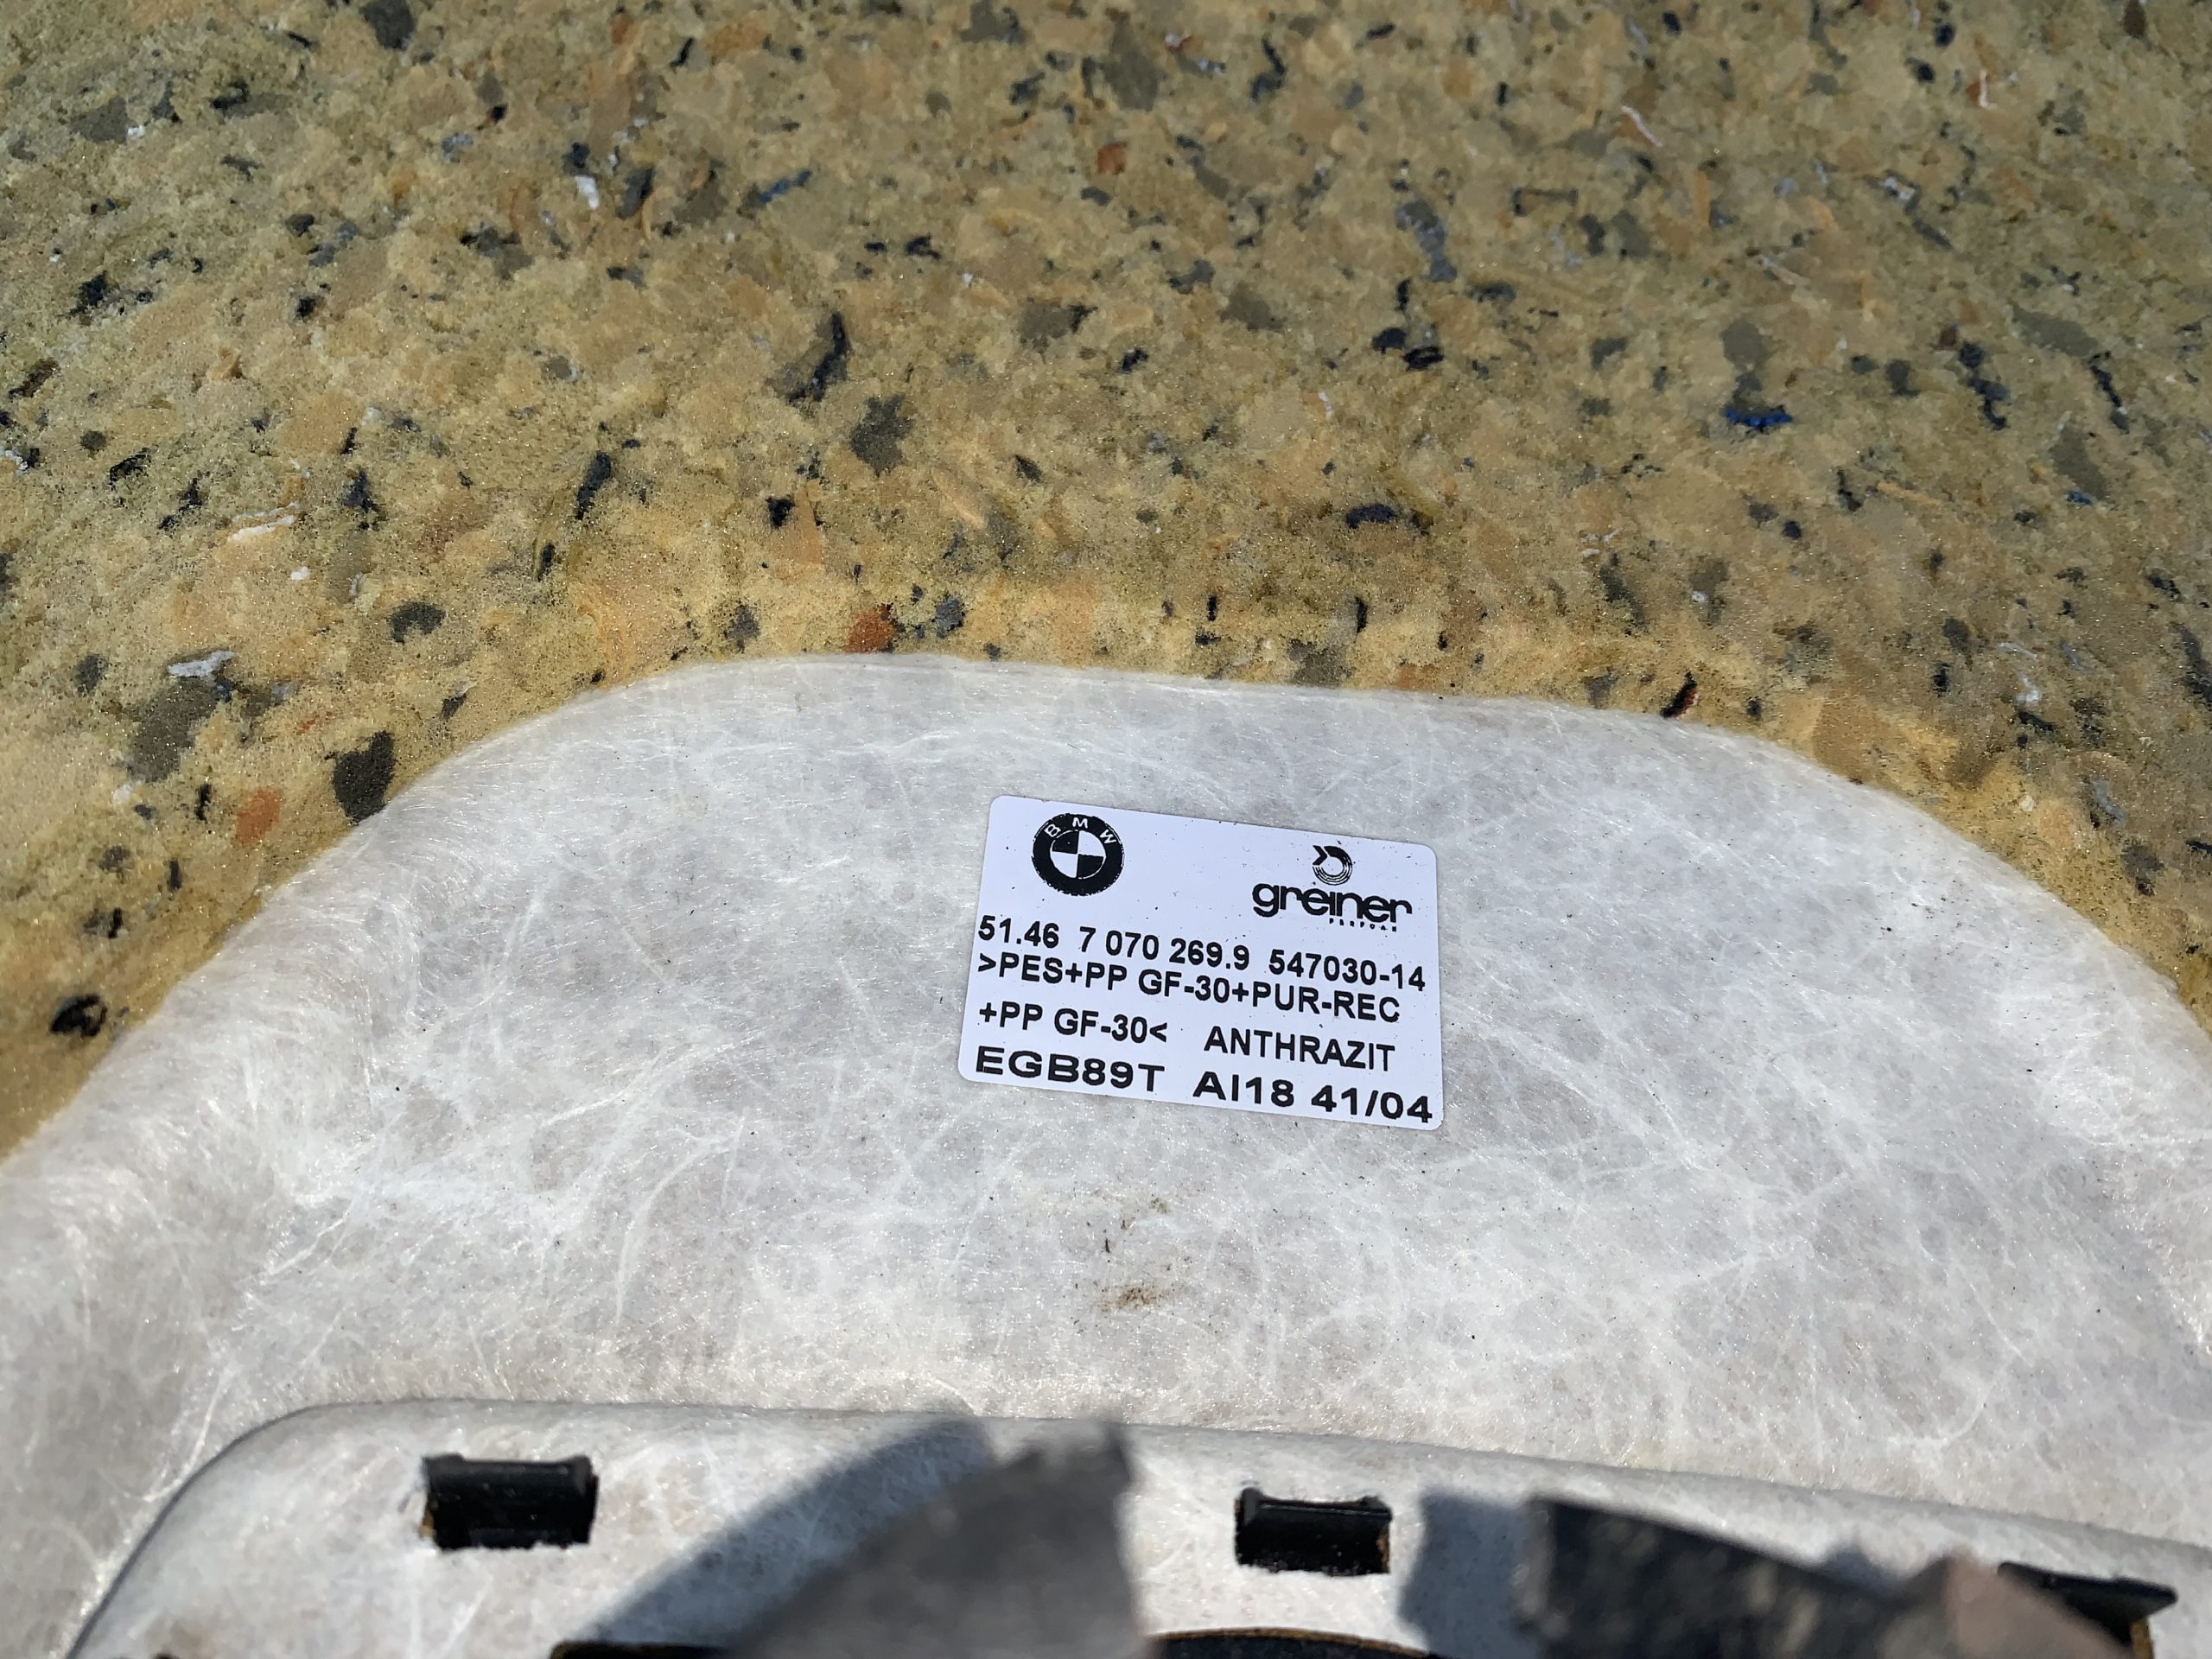 BMW
greiner
PERFOAM
51.46 7 070 269.9 547030-14
>PES+PP GF-30+PUR-REC
+PP GF-30< ANTHRAZIT
EGB89T AI18 41/04